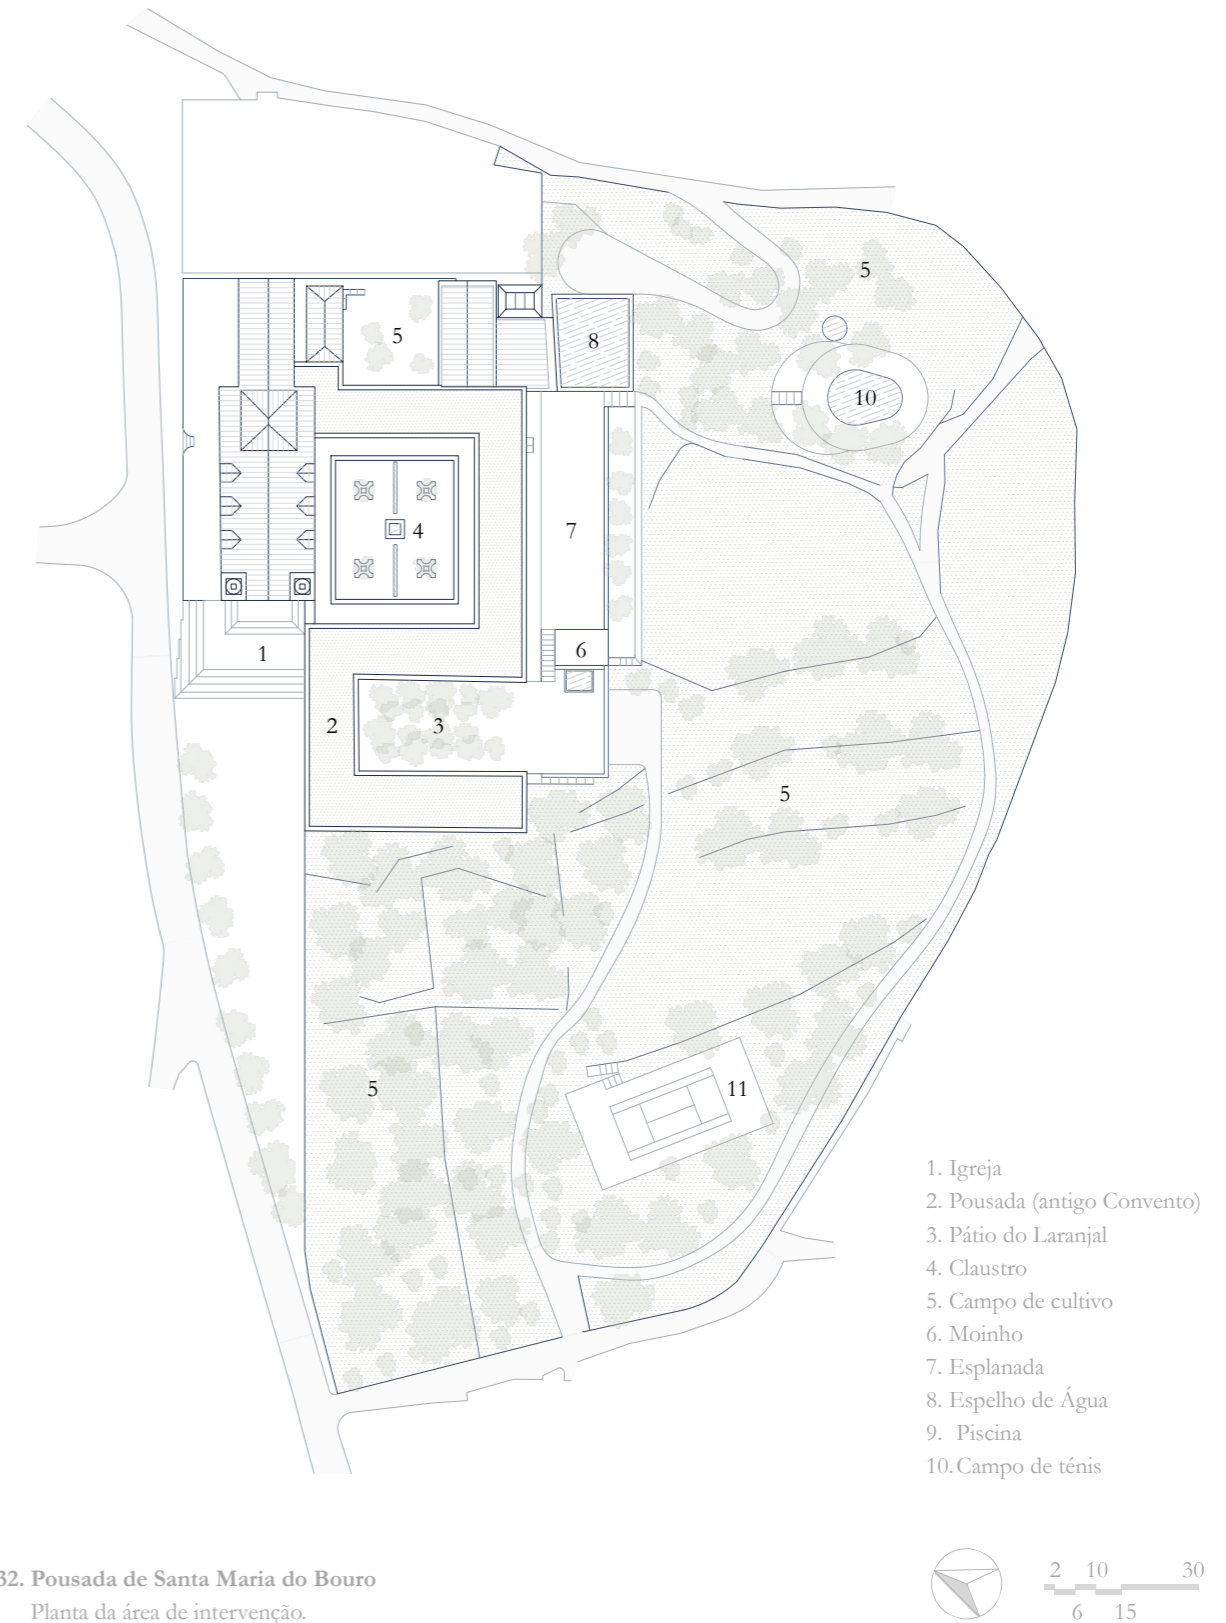 5
5
8
10
4
7
1
6
2
3
5
5
11
1. Igreja
2. Pousada (antigo Convento)
3. Pátio do Laranjal
4. Claustro
5. Campo de cultivo
6. Moinho
7. Esplanada
8. Espelho de Água
9. Piscina
10. Campo de ténis
32. Pousada de Santa Maria do Bouro
Planta da área de intervenção.
2 10 30
6 15